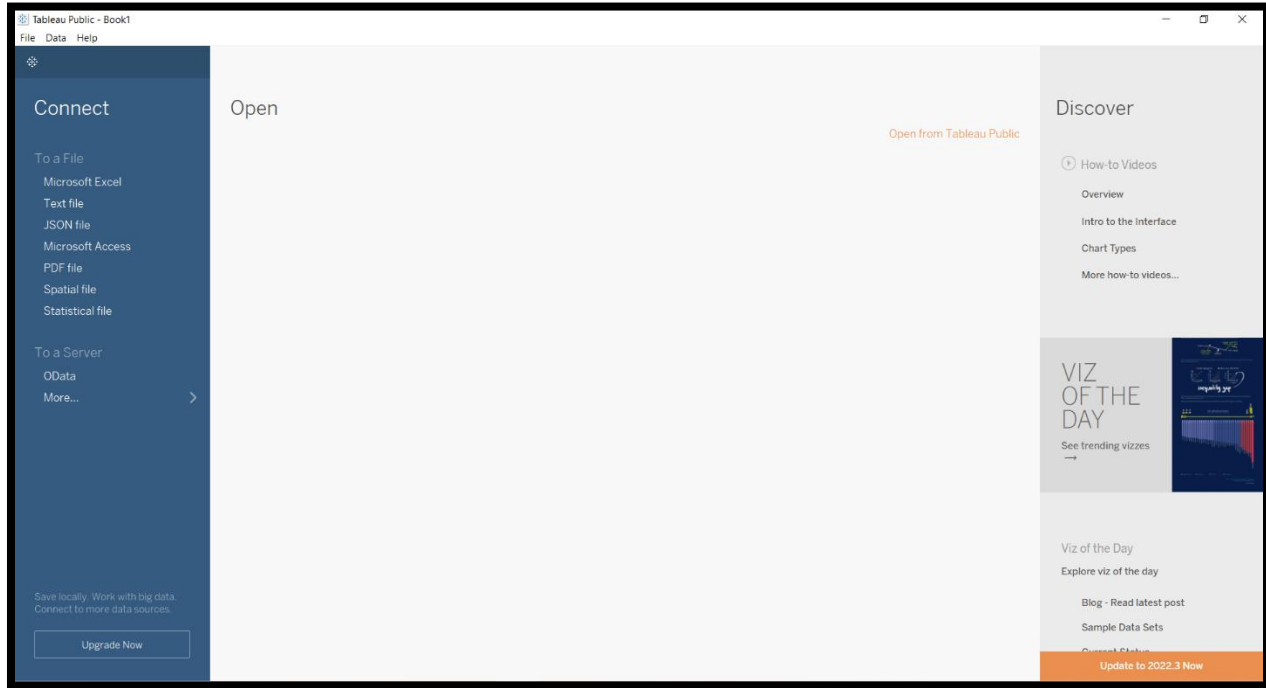 Tableau Public - Book1
File Data Help
Connect
To a File
Microsoft Excel
Text file
JSON file
Microsoft Access
PDF file
Spatial file
Statistical file
To a Server
OData
More...
Save locally. Work with big data.
Connect to more data sources.
Upgrade Now
Open
Open from Tableau Public
Discover
How-to Videos
Overview
Intro to the Interface
Chart Types
More how-to videos...
VIZ
OF THE
DAY
See trending vizzes
→
inequality gap
Viz of the Day
Explore viz of the day
Blog - Read latest post
Sample Data Sets
Current Status
Update to 2022.3 Now